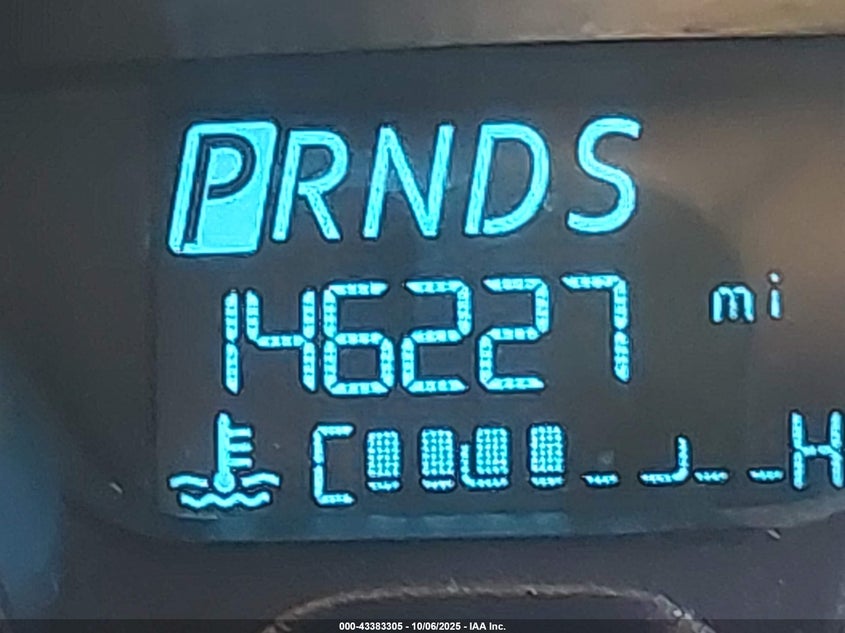 PRNDS
146227 mi
C H
000-43383305 - 10/06/2025 - IAA Inc.